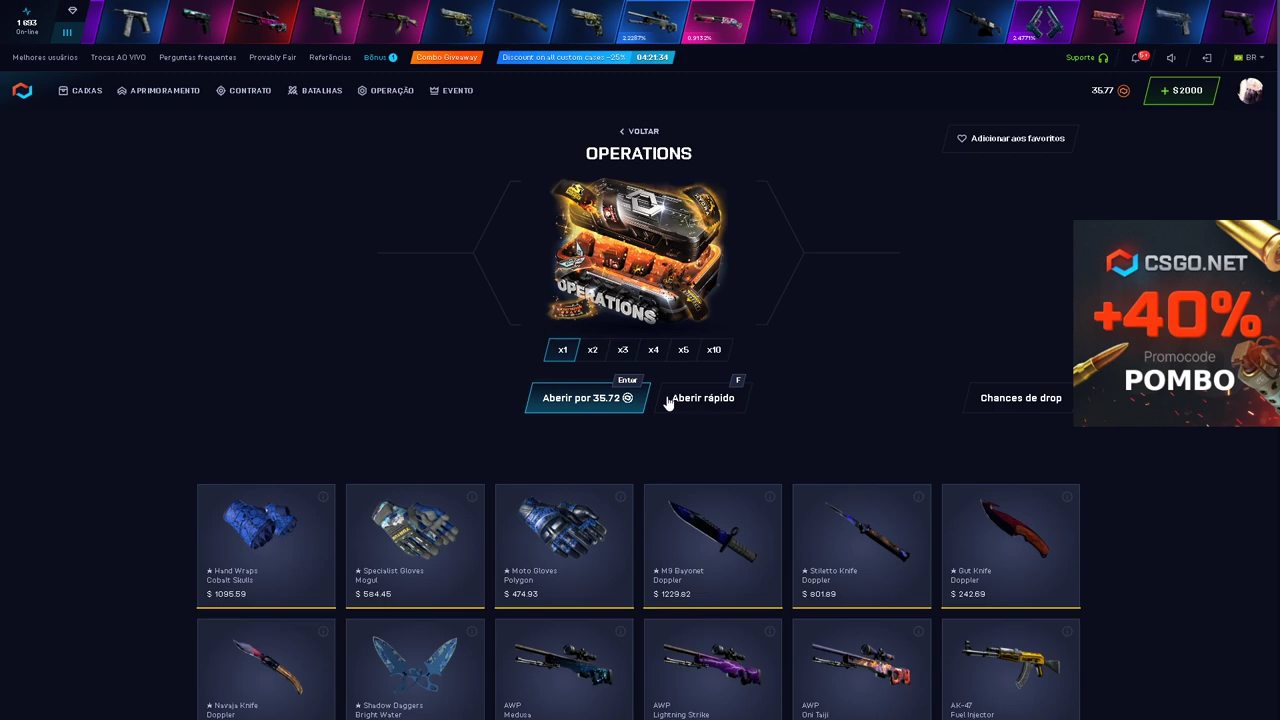 1 693
On-line
2.2287%
0.9132%
2.4771%
Melhores usuários
Trocas AO VIVO
Perguntas frequentes
Provably Fair
Referências
Bônus
Combo Giveaway
Discount on all custom cases -25%
04:21:34
Suporte
5+
BR
CAIXAS
APRIMORAMENTO
CONTRATO
BATALHAS
OPERAÇÃO
EVENTO
35.77
+ $ 2000
VOLTAR
Adicionar aos favoritos
OPERATIONS
OPERATIONS
x1
x2
x3
x4
x5
x10
Enter
F
Aberir por 35.72
Aberir rápido
Chances de drop
CSGO.NET
+40%
Promocode
POMBO
★ Hand Wraps
Cobalt Skulls
$ 1095.59
★ Specialist Gloves
Mogul
$ 584.45
★ Moto Gloves
Polygon
$ 474.93
★ M9 Bayonet
Doppler
$ 1229.82
★ Stiletto Knife
Doppler
$ 801.89
★ Gut Knife
Doppler
$ 242.69
★ Navaja Knife
Doppler
★ Shadow Daggers
Bright Water
AWP
Medusa
AWP
Lightning Strike
AWP
Oni Taiji
AK-47
Fuel Injector